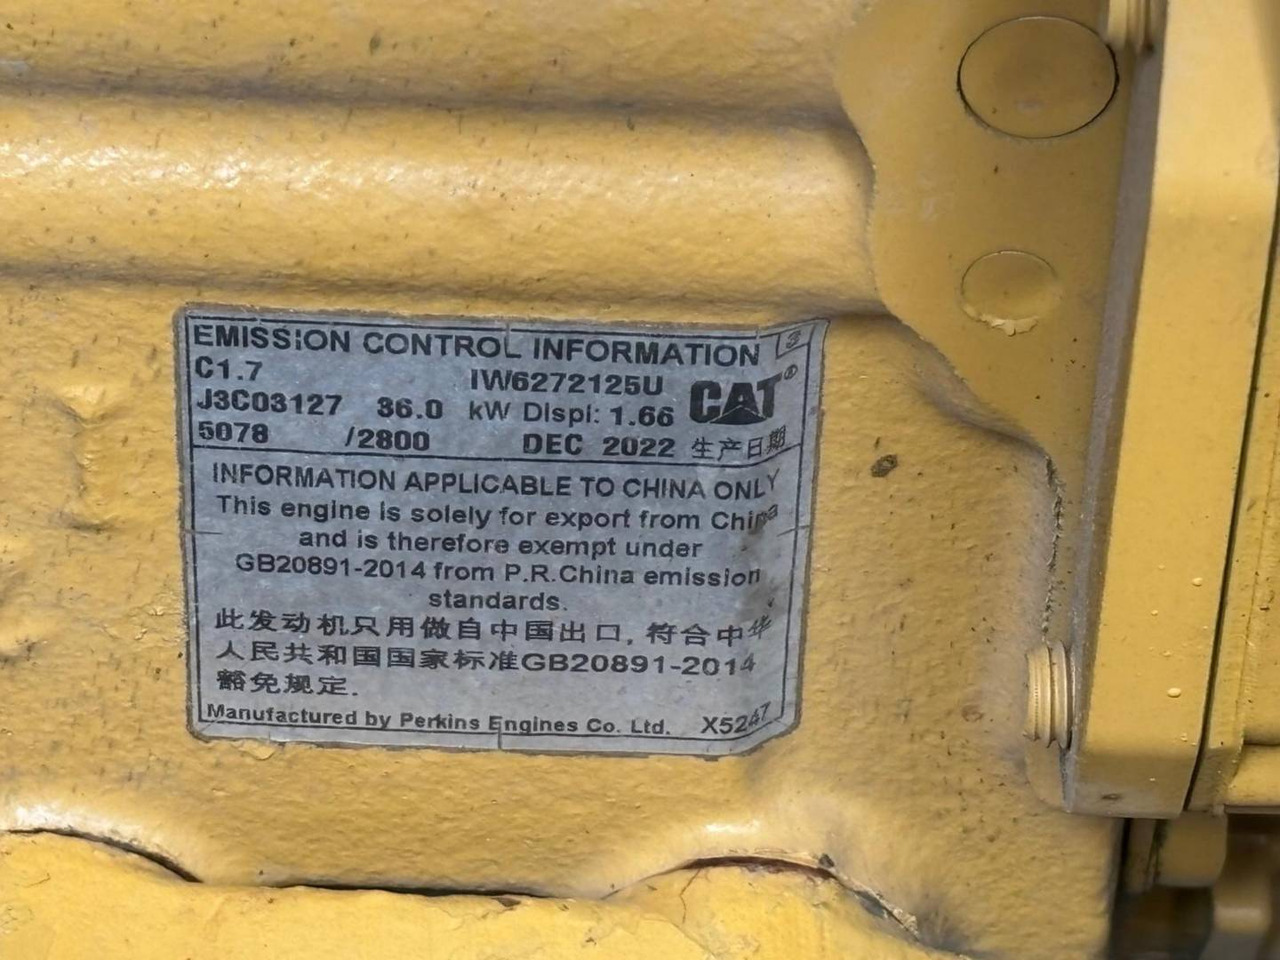 EMISSION CONTROL INFORMATION 3
C1.7 IW6272125U CAT®
J3C03127 36.0 kW Displ: 1.66
5078 /2800 DEC 2022 生产日期
INFORMATION APPLICABLE TO CHINA ONLY
This engine is solely for export from China
and is therefore exempt under
GB20891-2014 from P.R.China emission
standards.
此发动机只用做自中国出口, 符合中华
人民共和国国家标准GB20891-2014
豁免规定.
Manufactured by Perkins Engines Co. Ltd. X5247